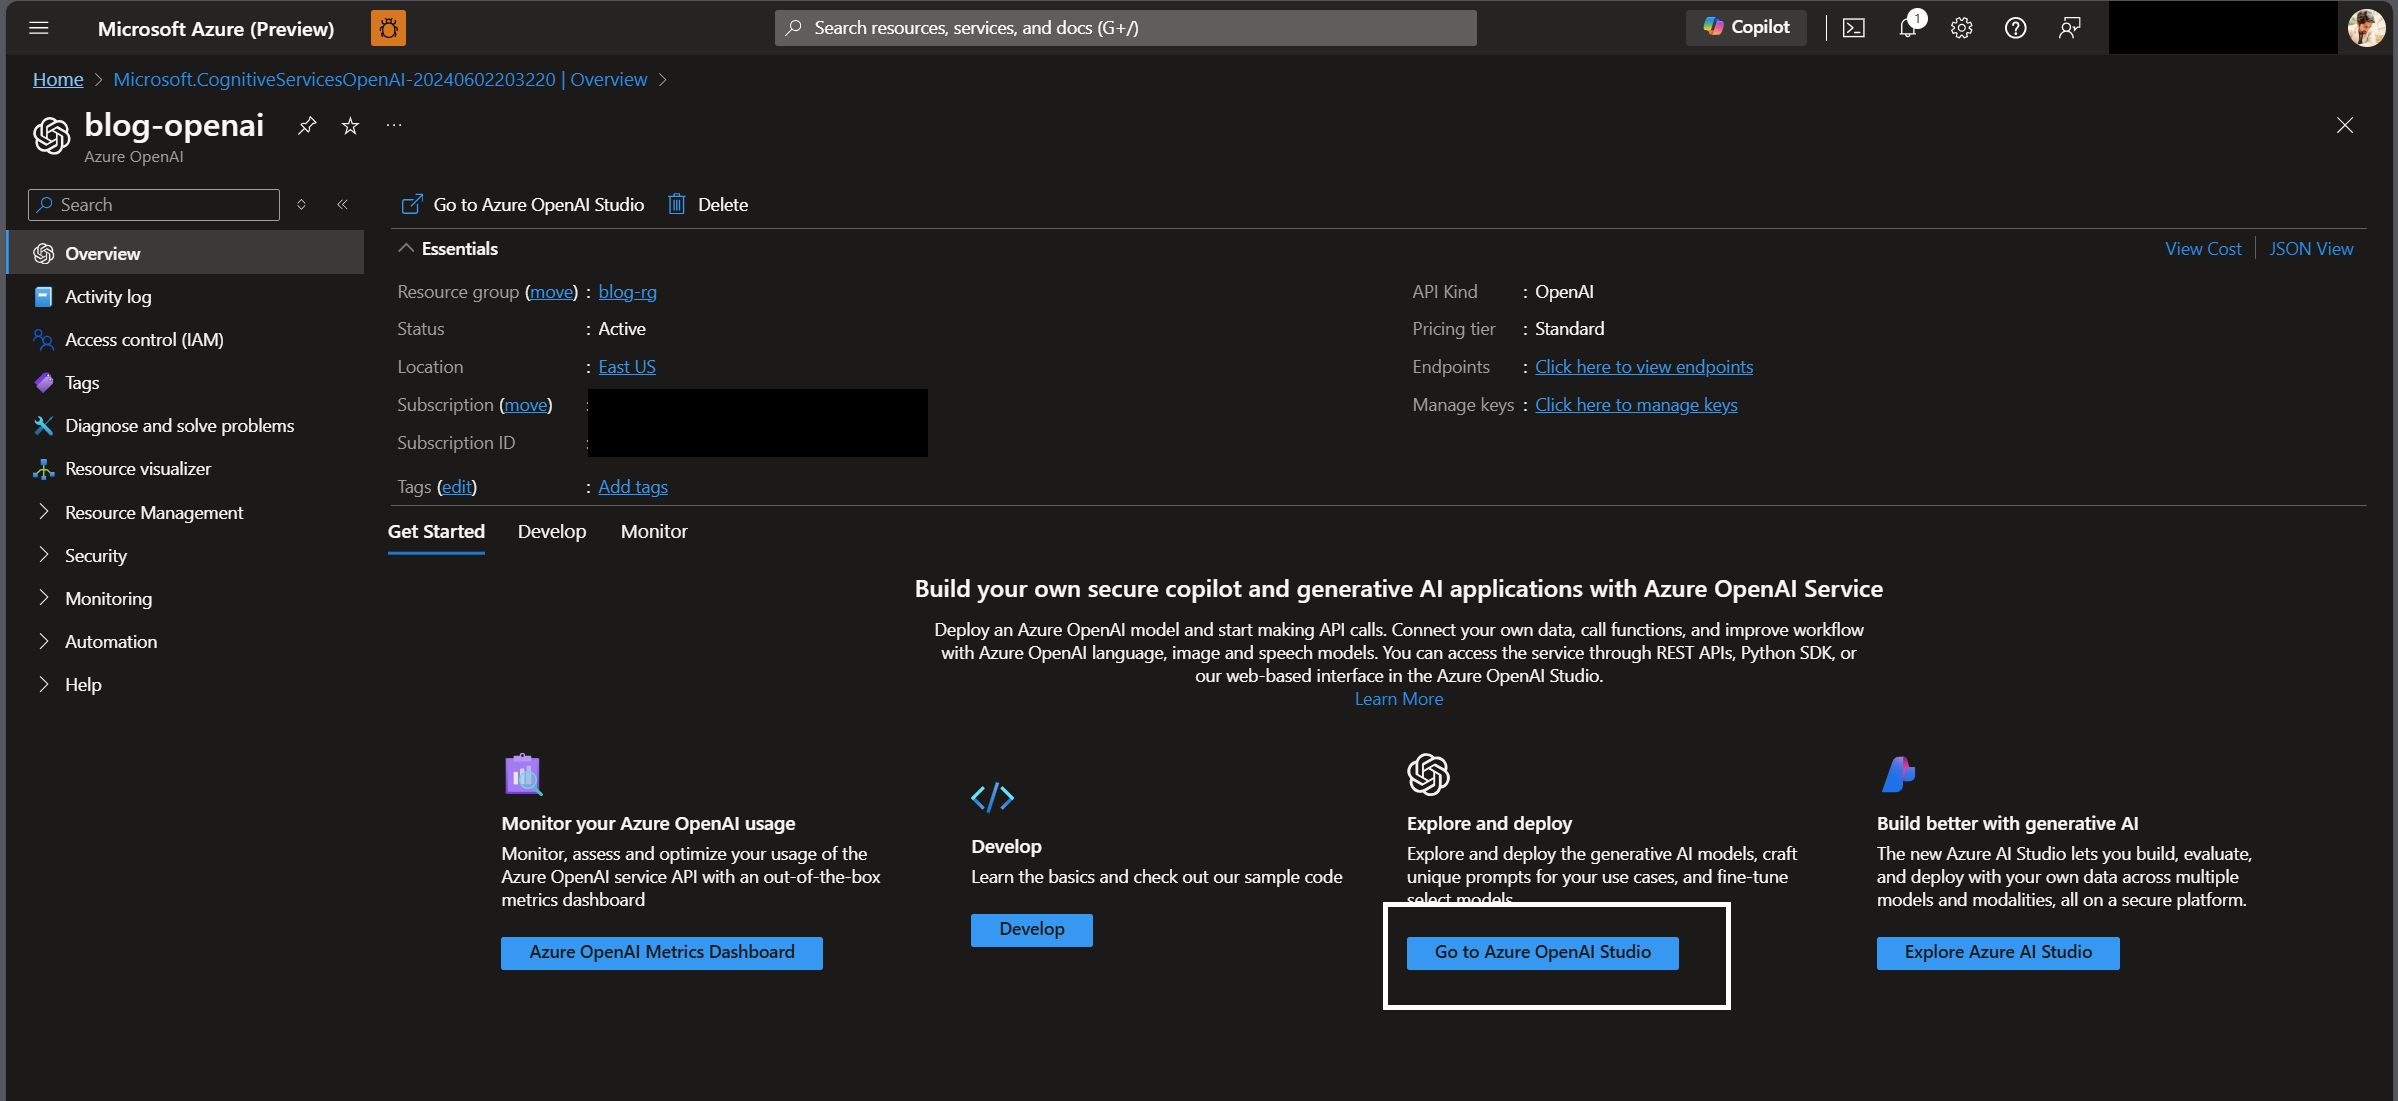 Microsoft Azure (Preview)
Search resources, services, and docs (G+/)
Copilot
1
Home > Microsoft.CognitiveServicesOpenAI-20240602203220 | Overview >
blog-openai
Azure OpenAI
Search
Go to Azure OpenAI Studio
Delete
Overview
Activity log
Access control (IAM)
Tags
Diagnose and solve problems
Resource visualizer
Resource Management
Security
Monitoring
Automation
Help
Essentials
View Cost
JSON View
Resource group (move) : blog-rg
Status : Active
Location : East US
Subscription (move) :
Subscription ID :
Tags (edit) : Add tags
API Kind : OpenAI
Pricing tier : Standard
Endpoints : Click here to view endpoints
Manage keys : Click here to manage keys
Get Started
Develop
Monitor
Build your own secure copilot and generative AI applications with Azure OpenAI Service
Deploy an Azure OpenAI model and start making API calls. Connect your own data, call functions, and improve workflow
with Azure OpenAI language, image and speech models. You can access the service through REST APIs, Python SDK, or
our web-based interface in the Azure OpenAI Studio.
Learn More
Monitor your Azure OpenAI usage
Monitor, assess and optimize your usage of the
Azure OpenAI service API with an out-of-the-box
metrics dashboard
Azure OpenAI Metrics Dashboard
Develop
Learn the basics and check out our sample code
Develop
Explore and deploy
Explore and deploy the generative AI models, craft
unique prompts for your use cases, and fine-tune
select models
Go to Azure OpenAI Studio
Build better with generative AI
The new Azure AI Studio lets you build, evaluate,
and deploy with your own data across multiple
models and modalities, all on a secure platform.
Explore Azure AI Studio